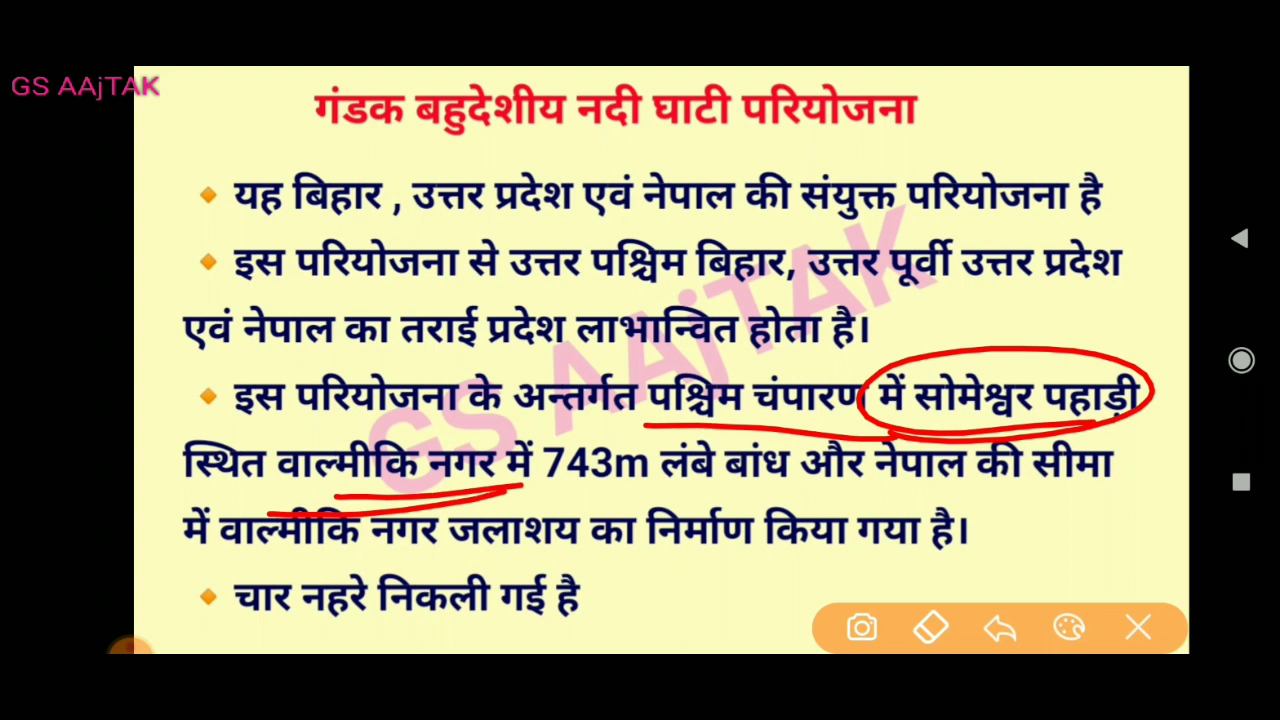 GS AAjTAK
गंडक बहुदेशीय नदी घाटी परियोजना
🔸 यह बिहार , उत्तर प्रदेश एवं नेपाल की संयुक्त परियोजना है
🔸 इस परियोजना से उत्तर पश्चिम बिहार, उत्तर पूर्वी उत्तर प्रदेश
एवं नेपाल का तराई प्रदेश लाभान्वित होता है।
🔸 इस परियोजना के अन्तर्गत पश्चिम चंपारण में सोमेश्वर पहाड़ी
स्थित वाल्मीकि नगर में 743m लंबे बांध और नेपाल की सीमा
में वाल्मीकि नगर जलाशय का निर्माण किया गया है।
🔸 चार नहरे निकली गई है
GS AAjTAK